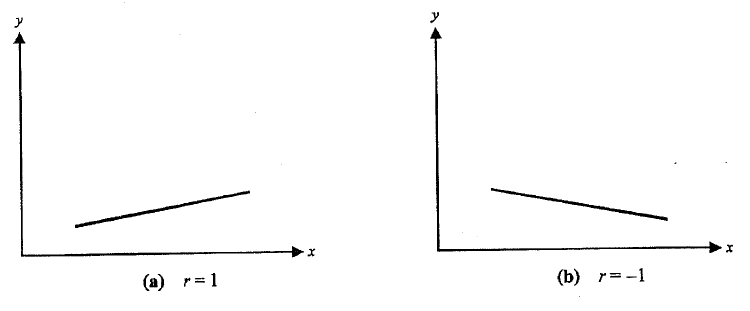 y
x
(a) r = 1
y
x
(b) r = –1